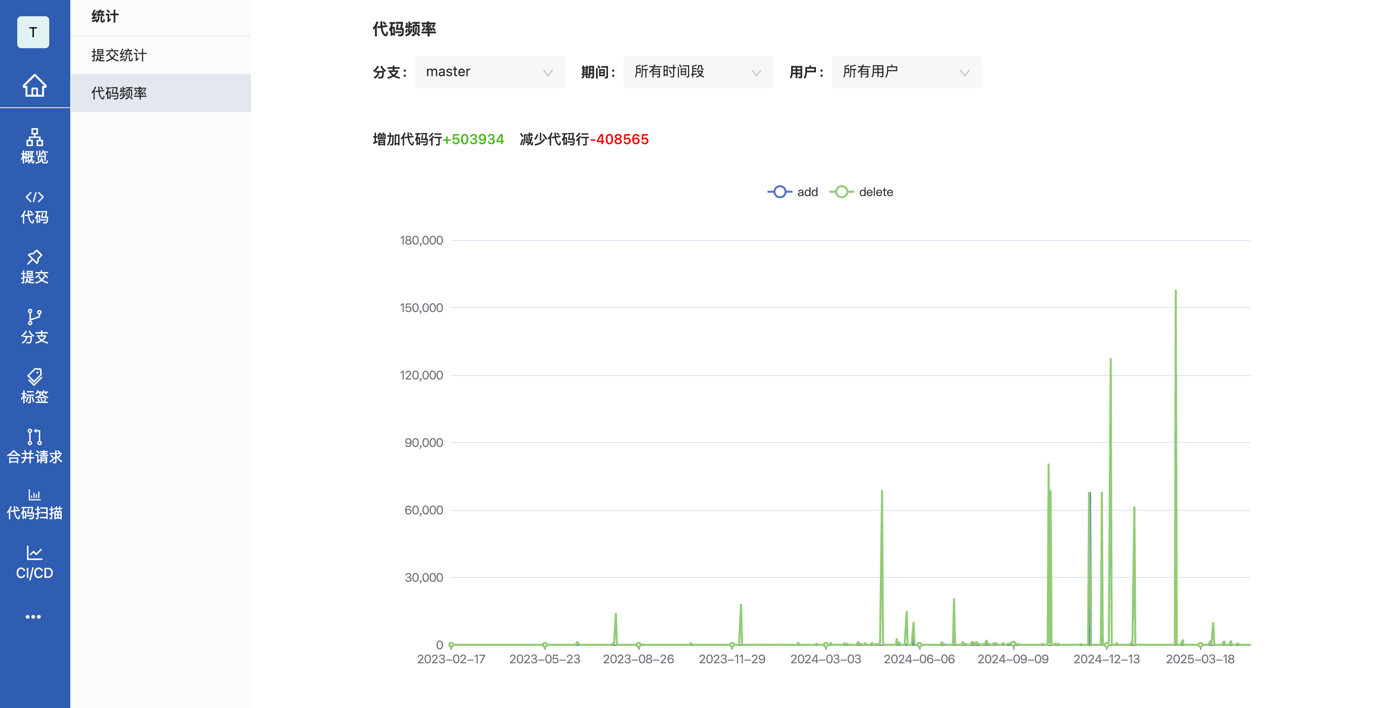 T
概览
代码
提交
分支
标签
合并请求
代码扫描
CI/CD
统计
提交统计
代码频率
代码频率
分支： master 期间： 所有时间段 用户： 所有用户
增加代码行+503934 减少代码行-408565
add delete
180,000
150,000
120,000
90,000
60,000
30,000
0
2023-02-17 2023-05-23 2023-08-26 2023-11-29 2024-03-03 2024-06-06 2024-09-09 2024-12-13 2025-03-18